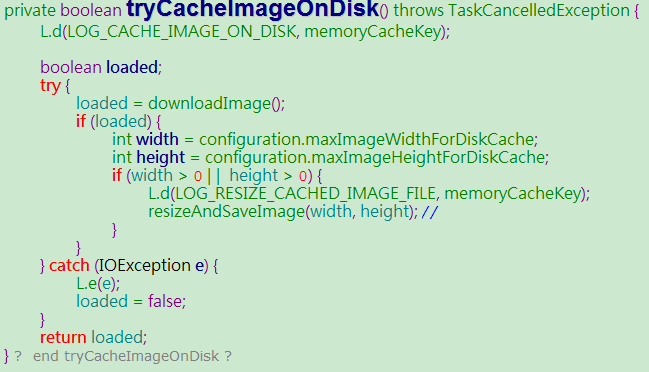 private boolean tryCacheImageOnDisk() throws TaskCancelledException {
L.d(LOG_CACHE_IMAGE_ON_DISK, memoryCacheKey);
boolean loaded;
try {
loaded = downloadImage();
if (loaded) {
int width = configuration.maxImageWidthForDiskCache;
int height = configuration.maxImageHeightForDiskCache;
if (width > 0 || height > 0) {
L.d(LOG_RESIZE_CACHED_IMAGE_FILE, memoryCacheKey);
resizeAndSaveImage(width, height); //
}
}
} catch (IOException e) {
L.e(e);
loaded = false;
}
return loaded;
} ? end tryCacheImageOnDisk ?